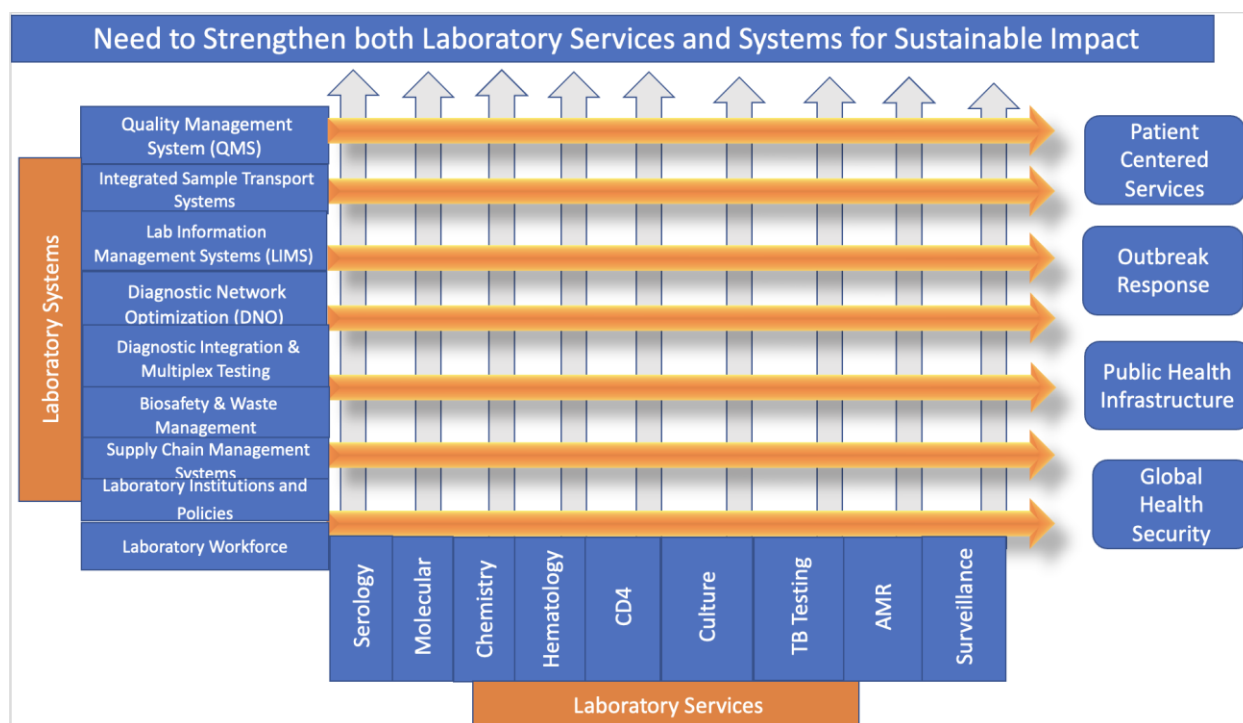 Need to Strengthen both Laboratory Services and Systems for Sustainable Impact
Laboratory Systems
Quality Management
System (QMS)
Integrated Sample Transport
Systems
Lab Information
Management Systems (LIMS)
Diagnostic Network
Optimization (DNO)
Diagnostic Integration &
Multiplex Testing
Biosafety & Waste
Management
Supply Chain Management
Systems
Laboratory Institutions and
Policies
Laboratory Workforce
Serology
Molecular
Chemistry
Hematology
CD4
Culture
TB Testing
AMR
Surveillance
Laboratory Services
Patient
Centered
Services
Outbreak
Response
Public Health
Infrastructure
Global
Health
Security